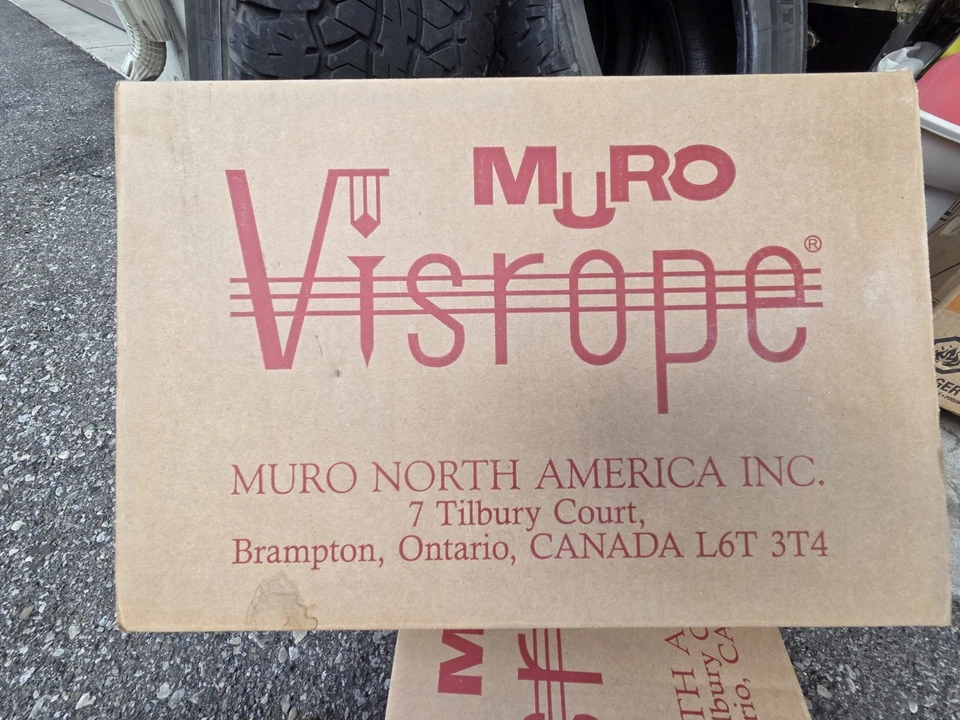 MURO
Visrope®
MURO NORTH AMERICA INC.
7 Tilbury Court,
Brampton, Ontario, CANADA L6T 3T4